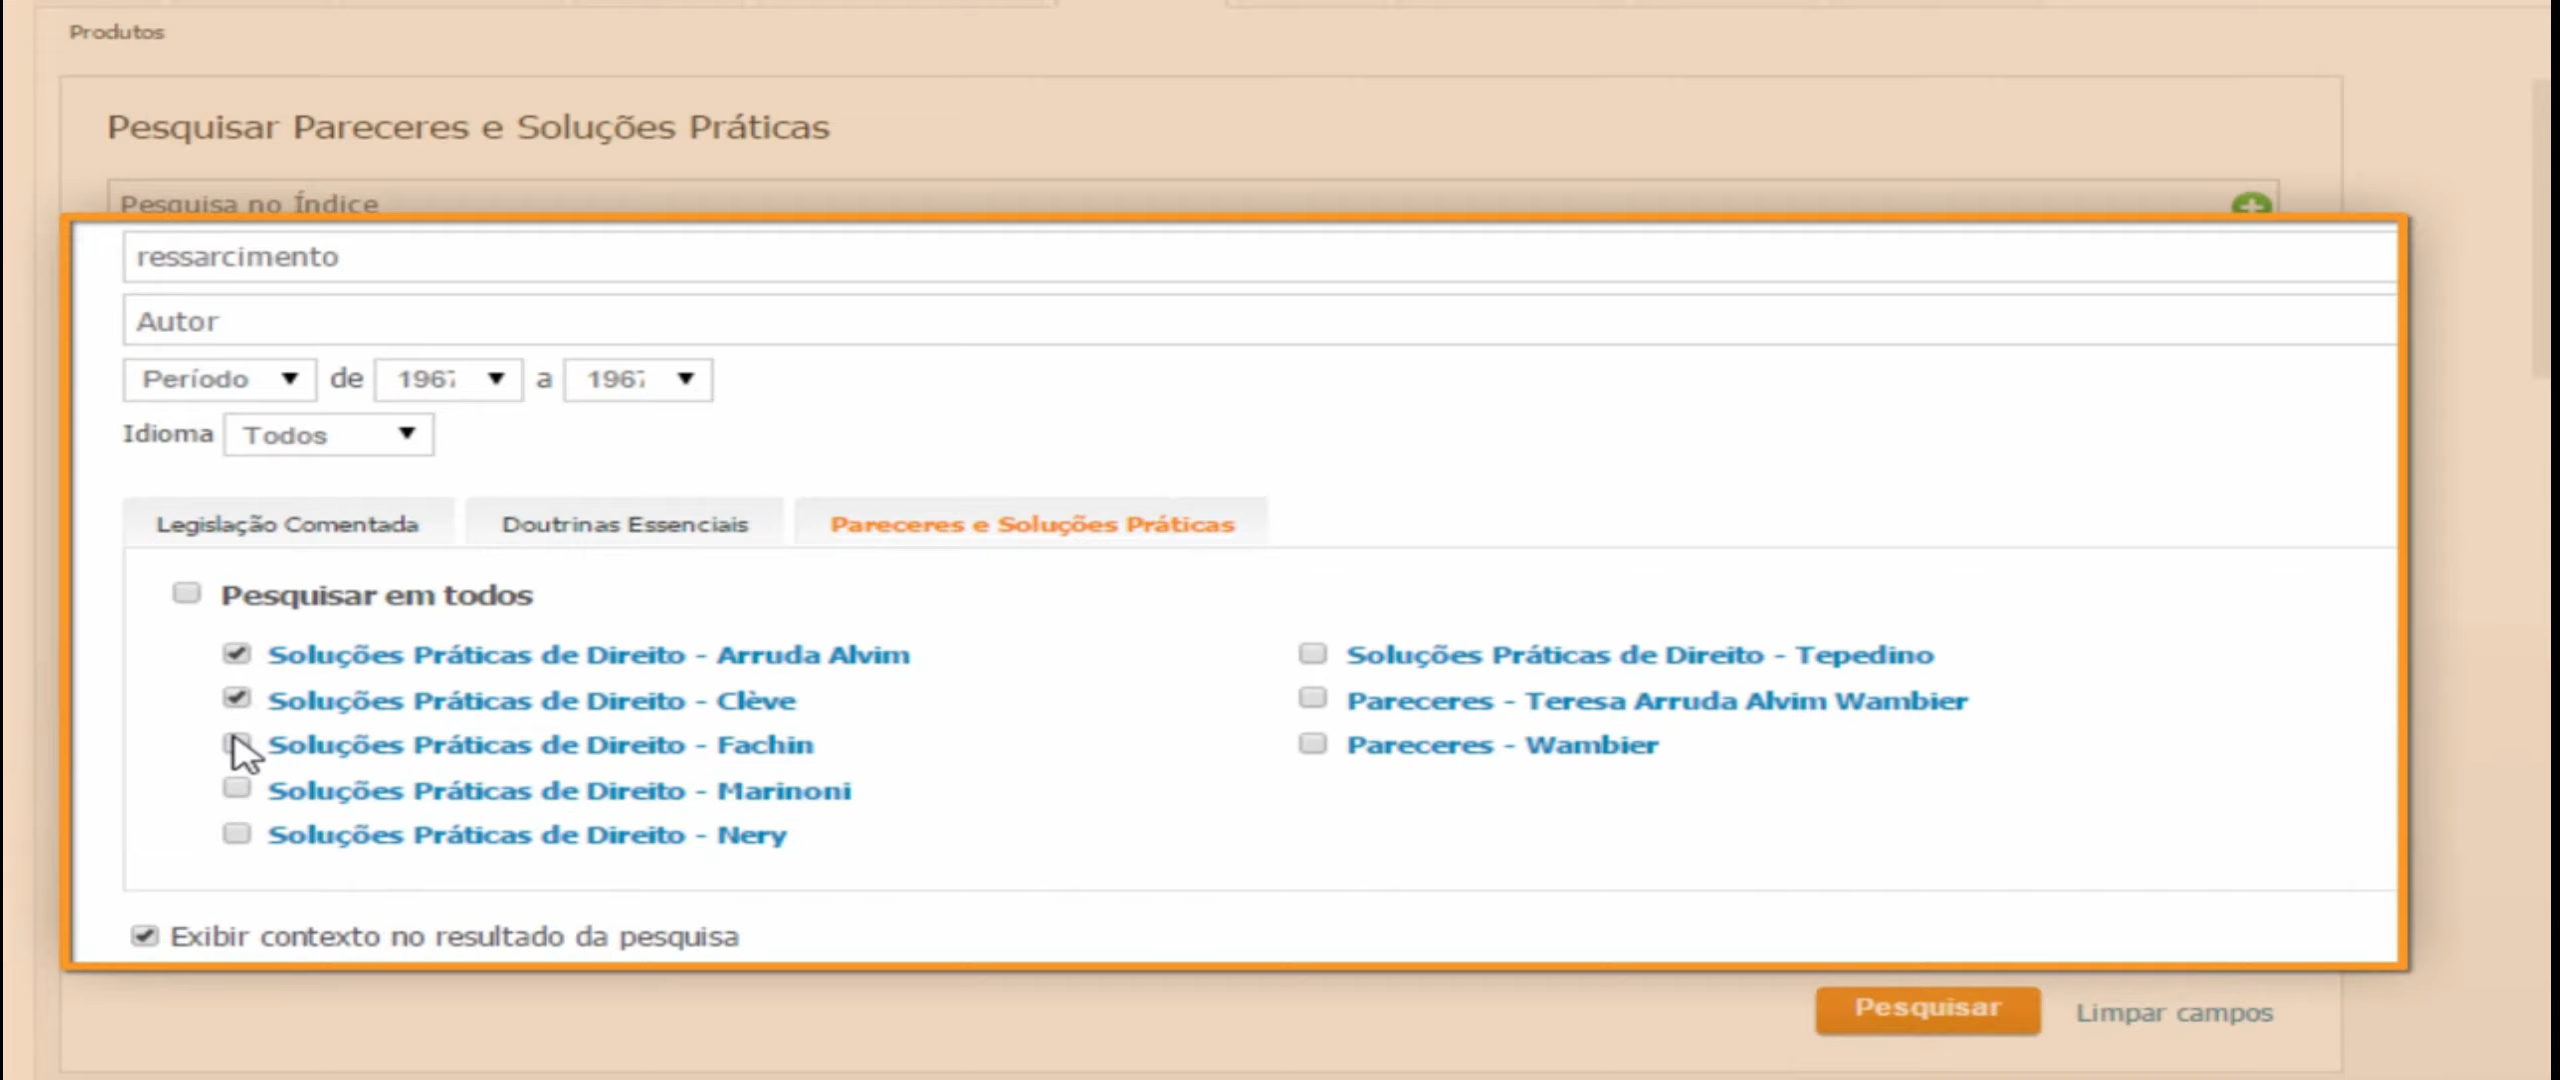 Produtos
Pesquisar Pareceres e Soluções Práticas
Pesquisa no Índice
ressarcimento
Autor
Período de 1967 a 1967
Idioma Todos
Legislação Comentada Doutrinas Essenciais Pareceres e Soluções Práticas
Pesquisar em todos
Soluções Práticas de Direito - Arruda Alvim
Soluções Práticas de Direito - Clève
Soluções Práticas de Direito - Fachin
Soluções Práticas de Direito - Marinoni
Soluções Práticas de Direito - Nery
Soluções Práticas de Direito - Tepedino
Pareceres - Teresa Arruda Alvim Wambier
Pareceres - Wambier
Exibir contexto no resultado da pesquisa
Pesquisar Limpar campos